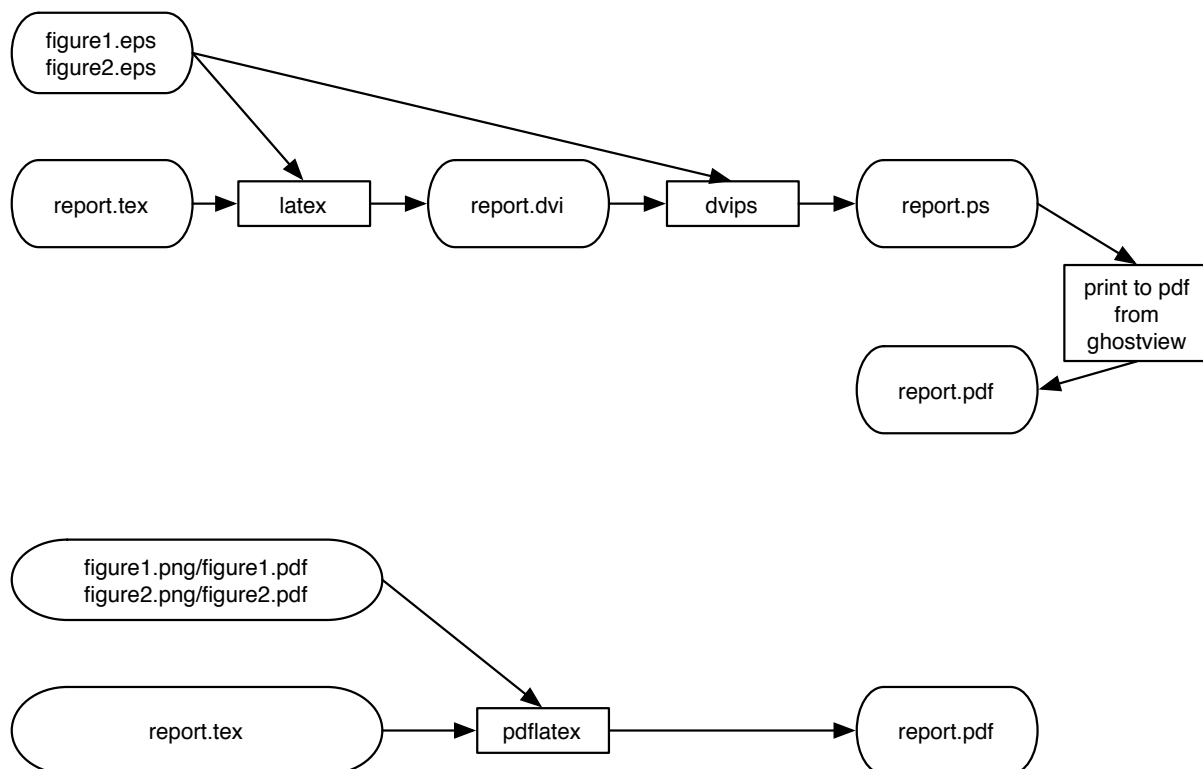 figure1.eps
figure2.eps
report.tex
latex
report.dvi
dvips
report.ps
print to pdf
from
ghostview
report.pdf
figure1.png/figure1.pdf
figure2.png/figure2.pdf
report.tex
pdflatex
report.pdf